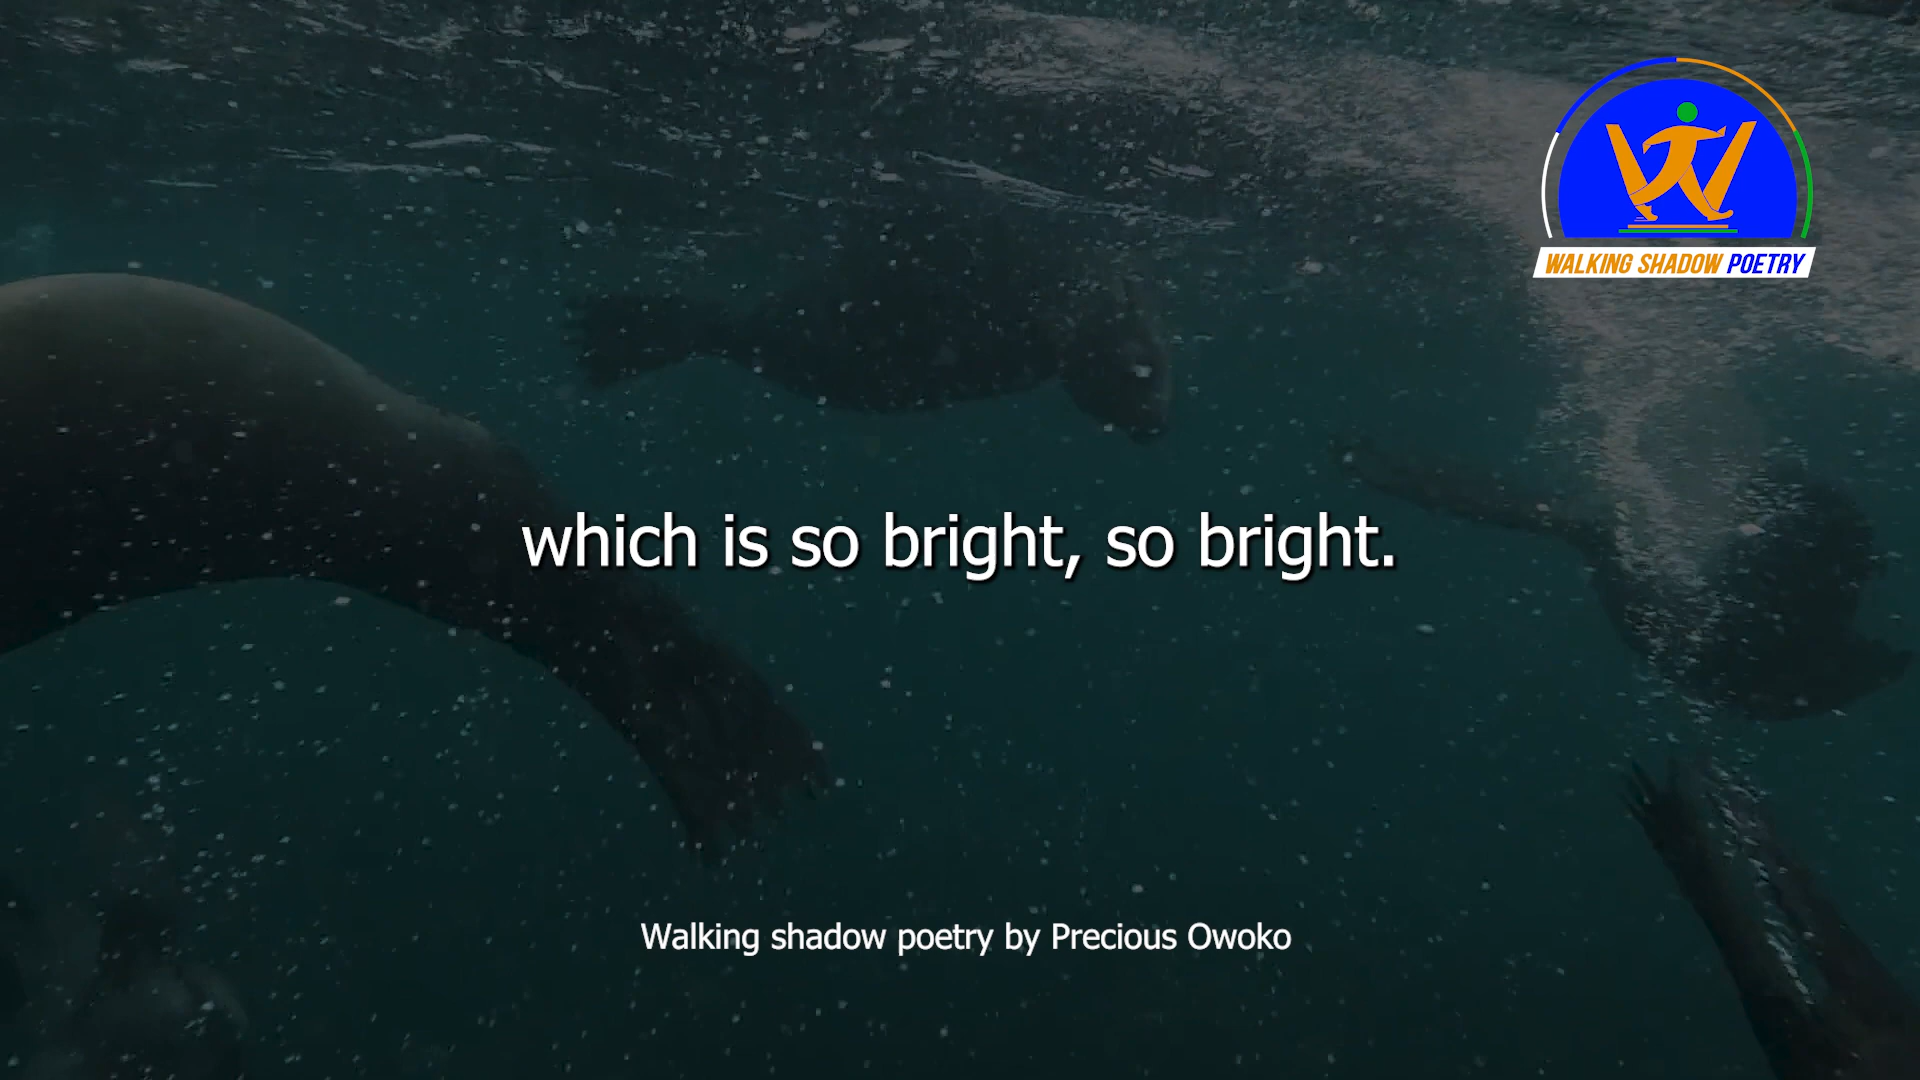 WALKING SHADOW POETRY
which is so bright, so bright.
Walking shadow poetry by Precious Owoko